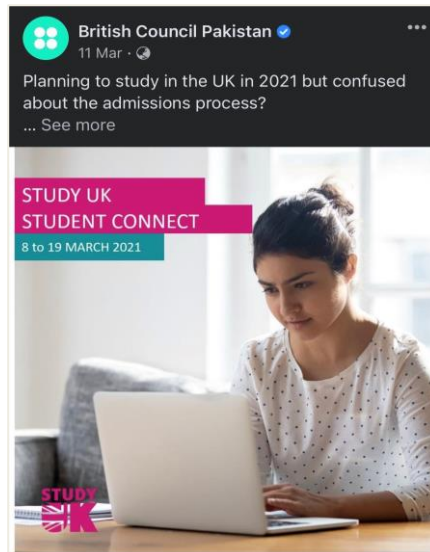 British Council Pakistan
11 Mar ·
Planning to study in the UK in 2021 but confused
about the admissions process?
... See more
STUDY UK
STUDENT CONNECT
8 to 19 MARCH 2021
STUDY
UK